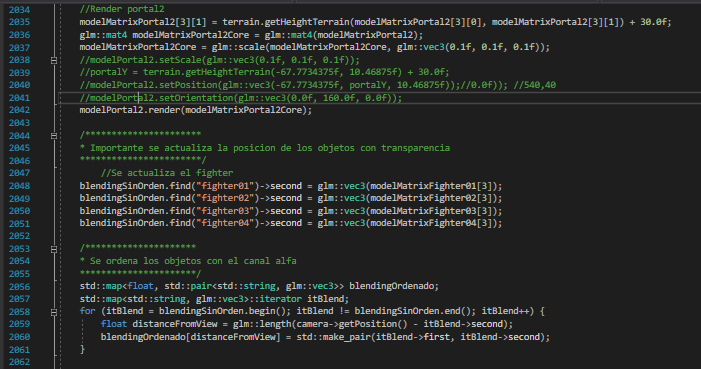 2034 //Render portal2
2035 modelMatrixPortal2[3][1] = terrain.getHeightTerrain(modelMatrixPortal2[3][0], modelMatrixPortal2[3][1]) + 30.0f;
2036 glm::mat4 modelMatrixPortal2Core = glm::mat4(modelMatrixPortal2);
2037 modelMatrixPortal2Core = glm::scale(modelMatrixPortal2Core, glm::vec3(0.1f, 0.1f, 0.1f));
2038 //modelPortal2.setScale(glm::vec3(0.1f, 0.1f, 0.1f));
2039 //portalY = terrain.getHeightTerrain(-67.7734375f, 10.46875f) + 30.0f;
2040 //modelPortal2.setPosition(glm::vec3(-67.7734375f, portalY, 10.46875f));//0.0f)); //540,40
2041 //modelPortal2.setOrientation(glm::vec3(0.0f, 160.0f, 0.0f));
2042 modelPortal2.render(modelMatrixPortal2Core);
2043
2044 /**********************
2045 * Importante se actualiza la posicion de los objetos con transparencia
2046 **********************/
2047 //Se actualiza el fighter
2048 blendingSinOrden.find("fighter01")->second = glm::vec3(modelMatrixFighter01[3]);
2049 blendingSinOrden.find("fighter02")->second = glm::vec3(modelMatrixFighter02[3]);
2050 blendingSinOrden.find("fighter03")->second = glm::vec3(modelMatrixFighter03[3]);
2051 blendingSinOrden.find("fighter04")->second = glm::vec3(modelMatrixFighter04[3]);
2052
2053 /*********************
2054 * Se ordena los objetos con el canal alfa
2055 *********************/
2056 std::map<float, std::pair<std::string, glm::vec3>> blendingOrdenado;
2057 std::map<std::string, glm::vec3>::iterator itBlend;
2058 for (itBlend = blendingSinOrden.begin(); itBlend != blendingSinOrden.end(); itBlend++) {
2059 float distanceFromView = glm::length(camera->getPosition() - itBlend->second);
2060 blendingOrdenado[distanceFromView] = std::make_pair(itBlend->first, itBlend->second);
2061 }
2062